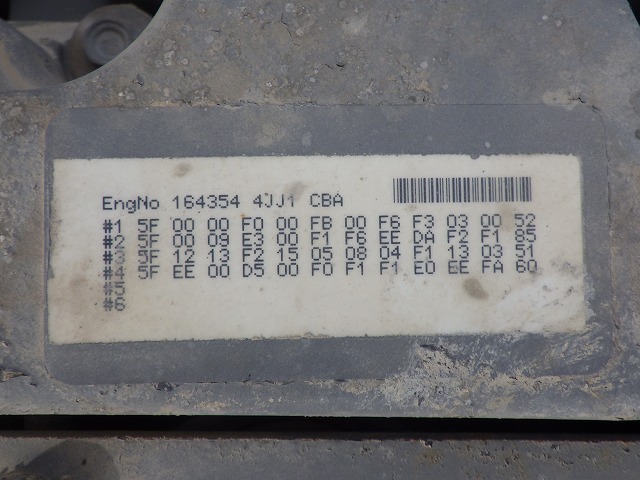 EngNo 164354 4JJ1 CBA
#1 5F 00 00 F0 00 FB 00 F6 F3 03 00 52
#2 5F 00 09 E3 00 F1 F6 EE DA F2 F1 85
#3 5F 12 13 F2 15 05 08 04 F1 13 03 51
#4 5F EE 00 D5 00 F0 F1 F1 E0 EE FA 60
#5
#6